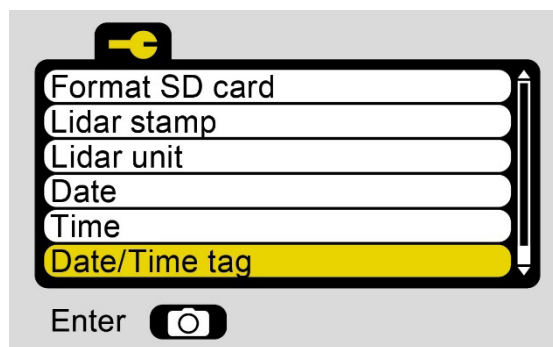 Format SD card
Lidar stamp
Lidar unit
Date
Time
Date/Time tag
Enter